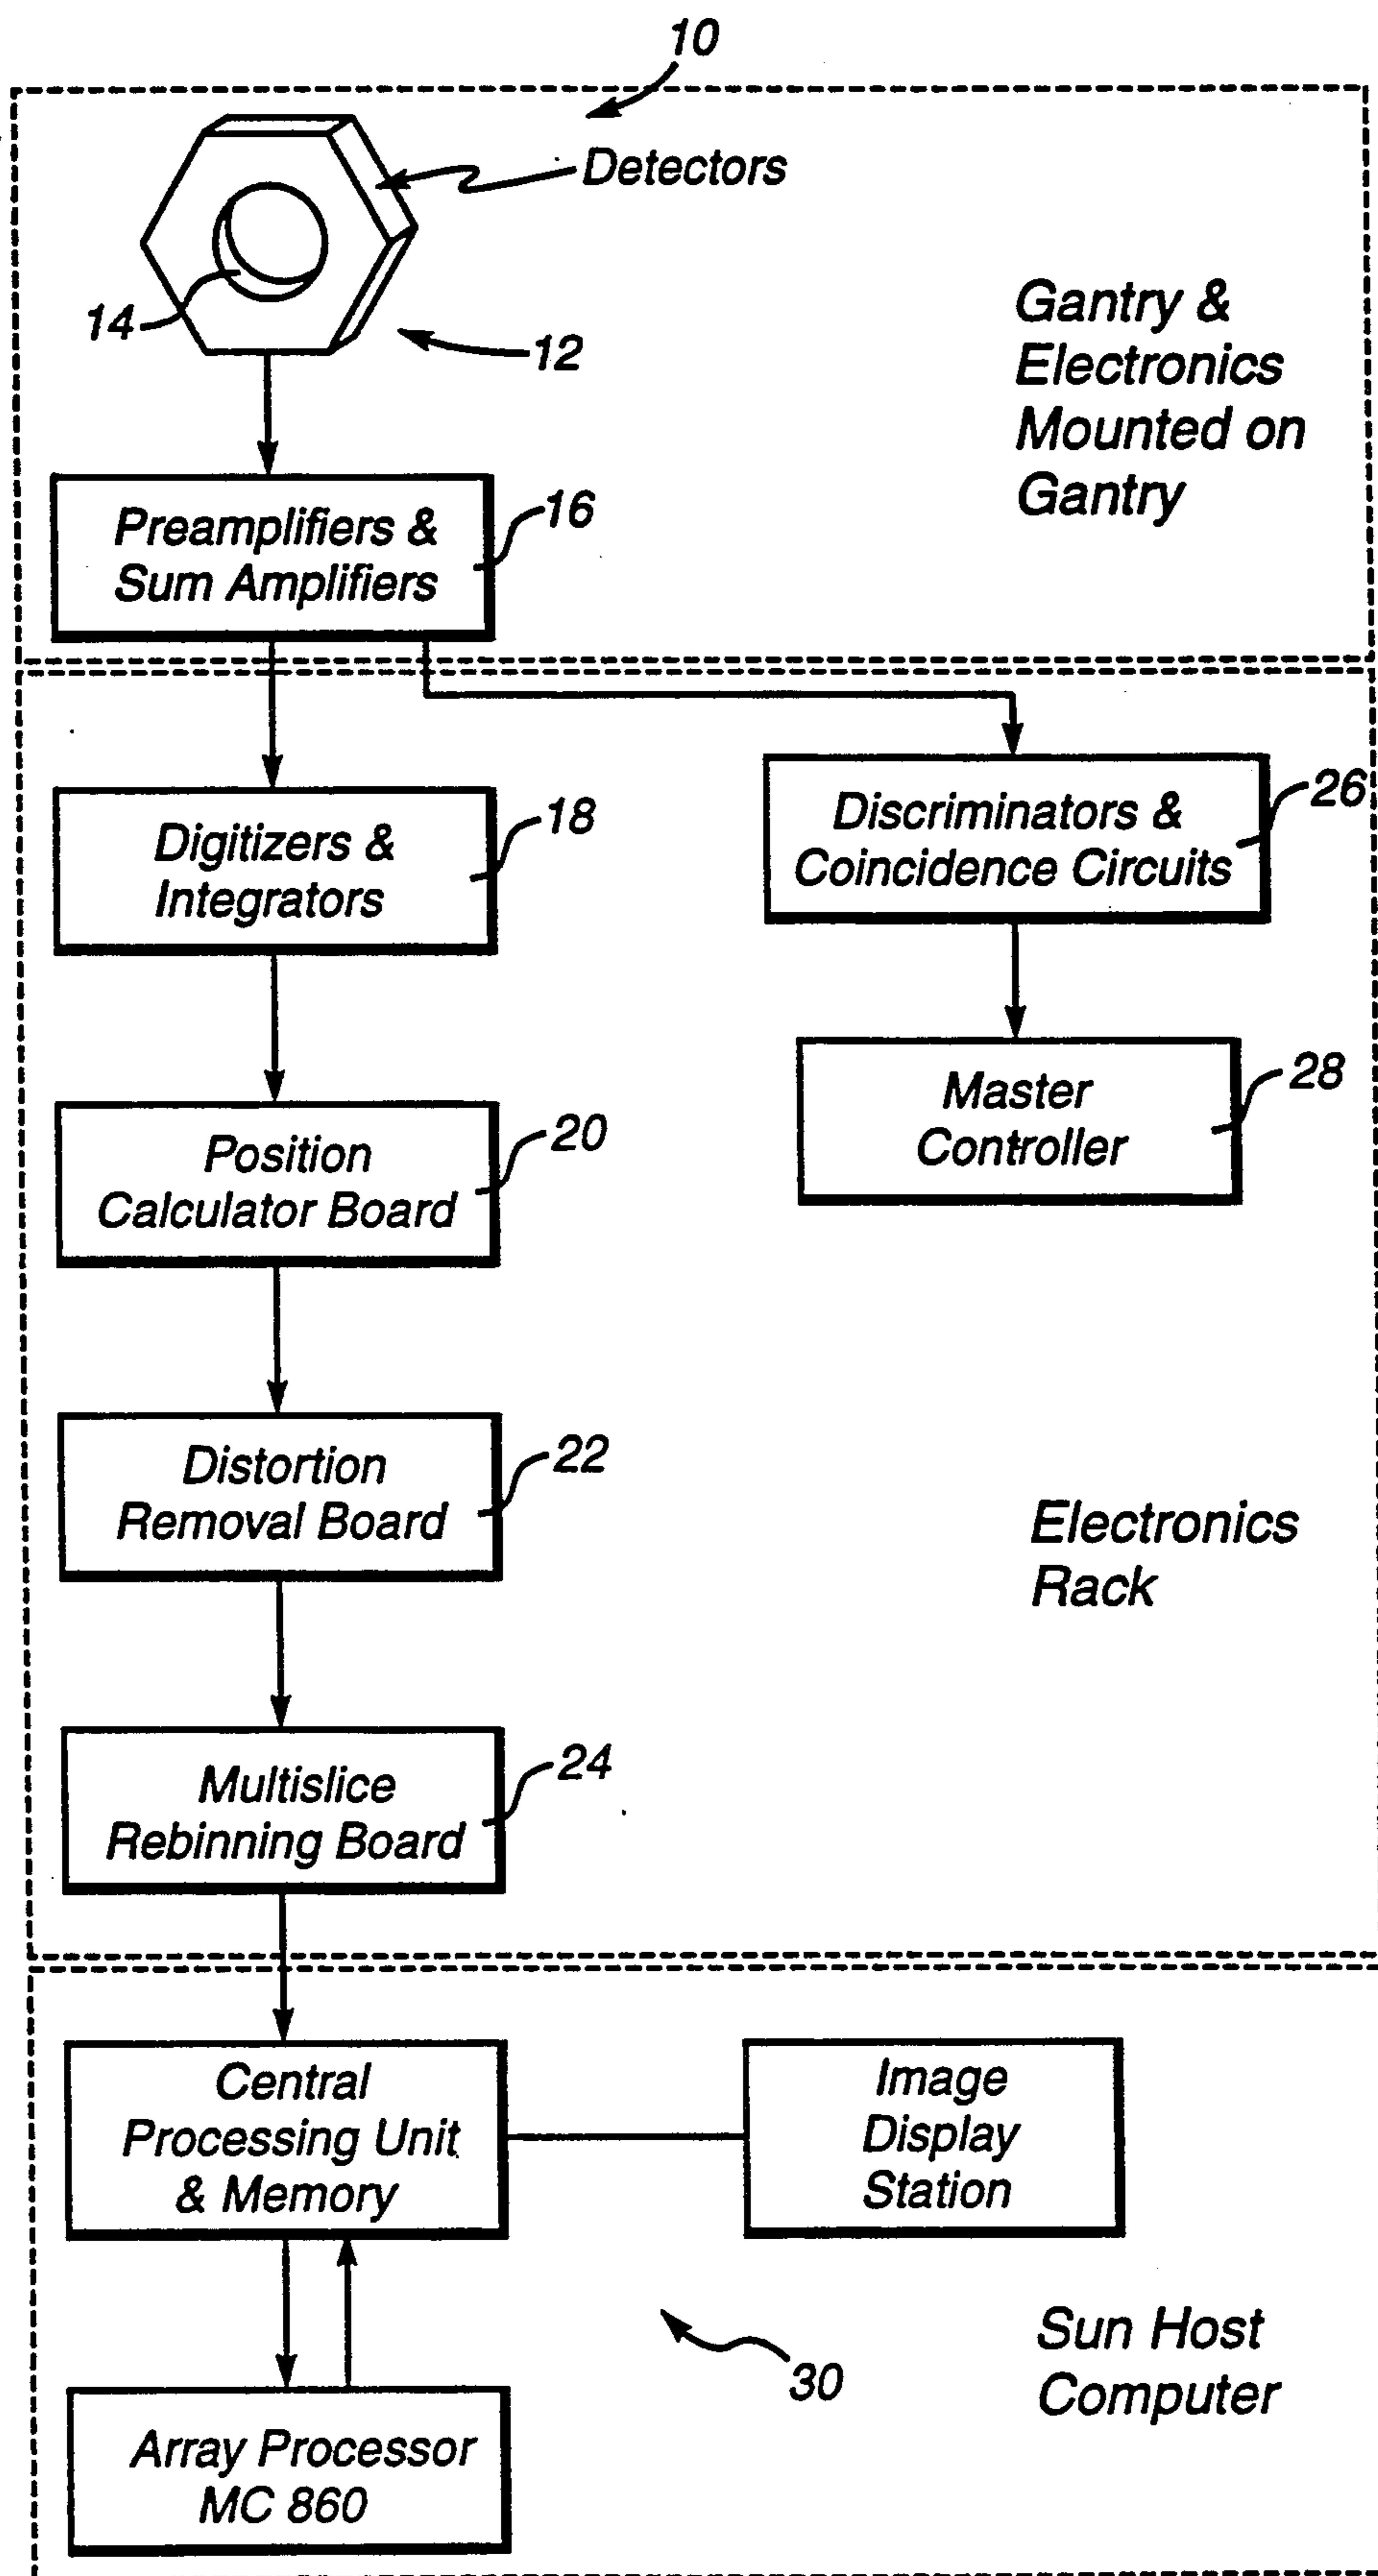 10
Detectors
14
12
Gantry &
Electronics
Mounted on
Gantry
Preamplifiers &
Sum Amplifiers
16
Digitizers &
Integrators
18
Discriminators &
Coincidence Circuits
26
Position
Calculator Board
20
Master
Controller
28
Distortion
Removal Board
22
Electronics
Rack
Multislice
Rebinning Board
24
Central
Processing Unit
& Memory
Image
Display
Station
30
Sun Host
Computer
Array Processor
MC 860